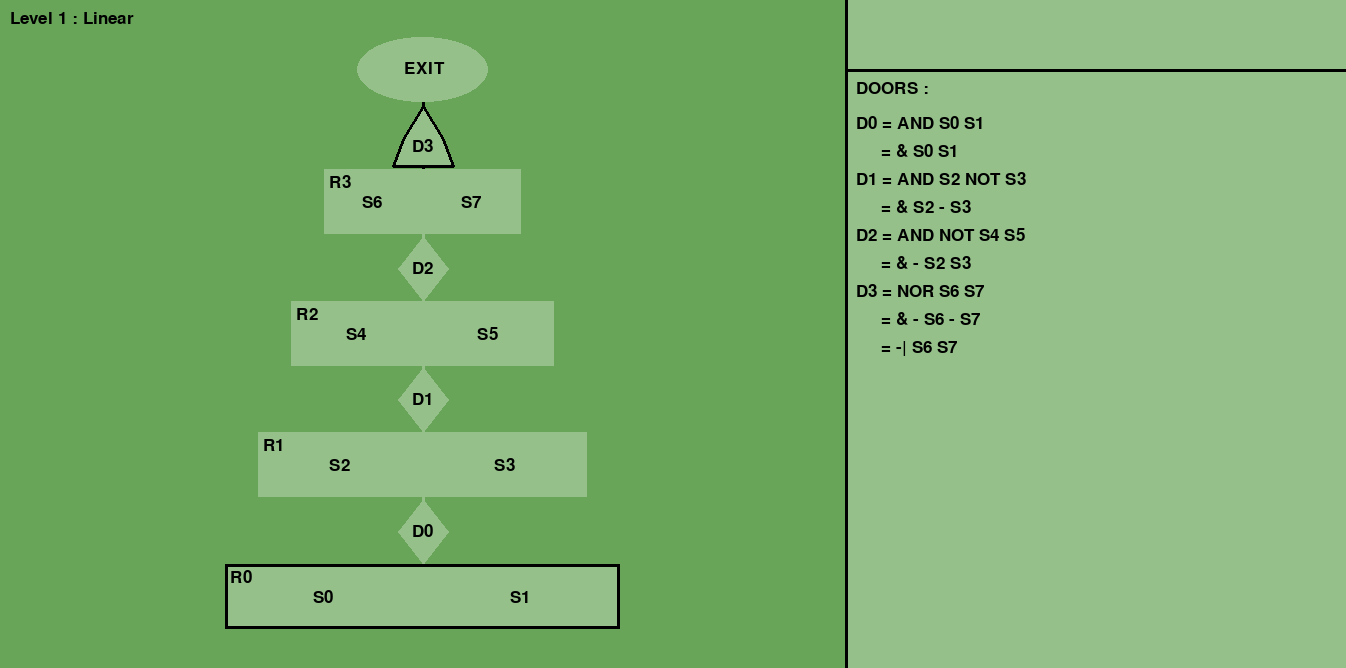 Level 1 : Linear
EXIT
D3
R3
S6 S7
D2
R2
S4 S5
D1
R1
S2 S3
D0
R0
S0 S1
DOORS :
D0 = AND S0 S1
= & S0 S1
D1 = AND S2 NOT S3
= & S2 - S3
D2 = AND NOT S4 S5
= & - S2 S3
D3 = NOR S6 S7
= & - S6 - S7
= -| S6 S7